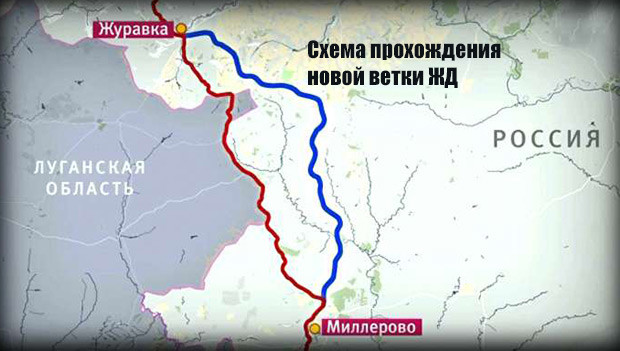 Журавка
Схема прохождения
новой ветки ЖД
РОССИЯ
ЛУГАНСКАЯ
ОБЛАСТЬ
Миллерово